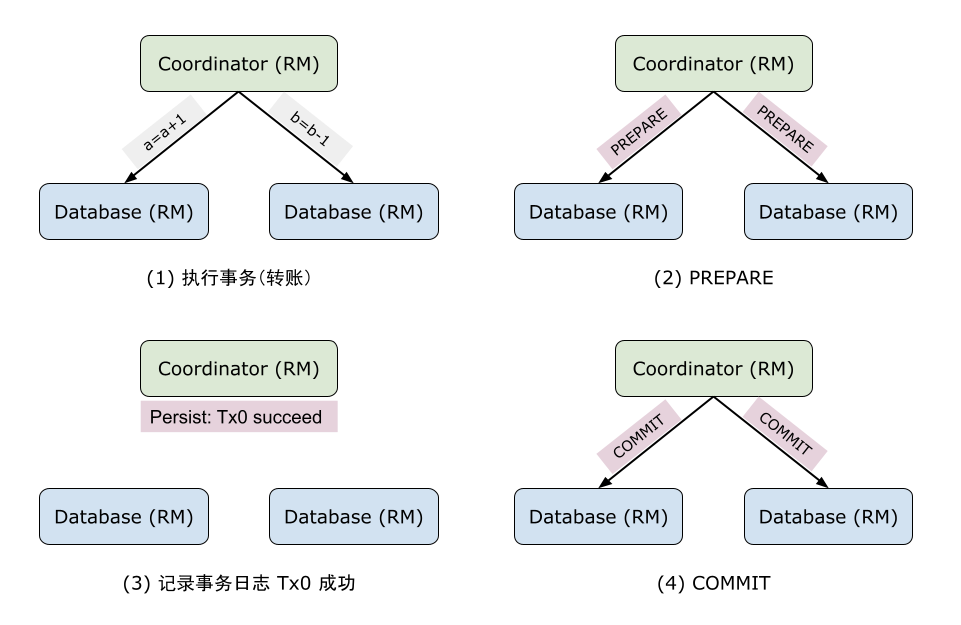 Coordinator (RM)
a=a+1
b=b-1
Database (RM)
Database (RM)
(1) 执行事务(转账)
Coordinator (RM)
PREPARE
PREPARE
Database (RM)
Database (RM)
(2) PREPARE
Coordinator (RM)
Persist: Tx0 succeed
Database (RM)
Database (RM)
(3) 记录事务日志 Tx0 成功
Coordinator (RM)
COMMIT
COMMIT
Database (RM)
Database (RM)
(4) COMMIT